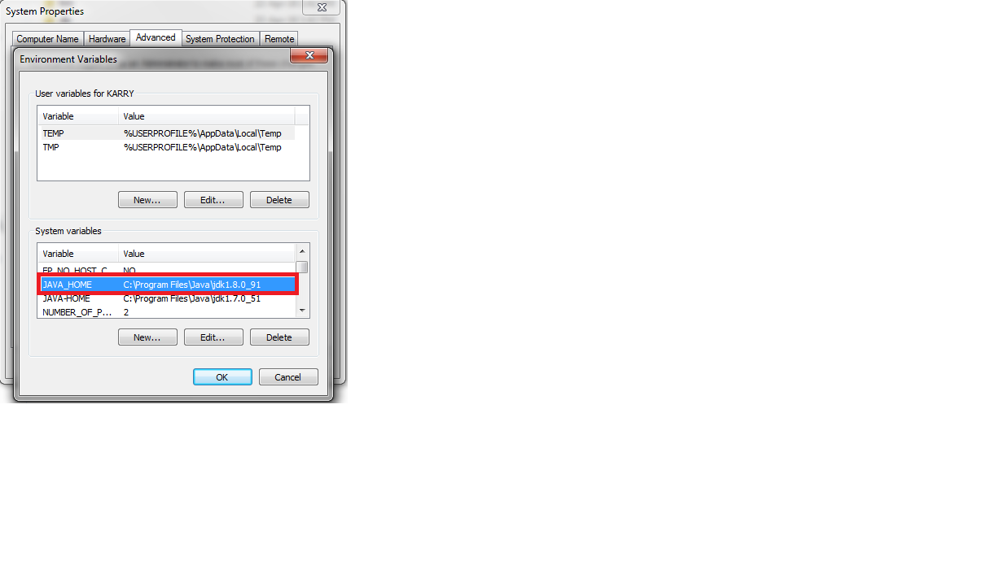 System Properties
Computer Name Hardware Advanced System Protection Remote
Environment Variables
User variables for KARRY
Variable Value
TEMP %USERPROFILE%\AppData\Local\Temp
TMP %USERPROFILE%\AppData\Local\Temp
New... Edit... Delete
System variables
Variable Value
FP_NO_HOST_C... NO
JAVA_HOME C:\Program Files\Java\jdk1.8.0_91
JAVA-HOME C:\Program Files\Java\jdk1.7.0_51
NUMBER_OF_P... 2
New... Edit... Delete
OK Cancel